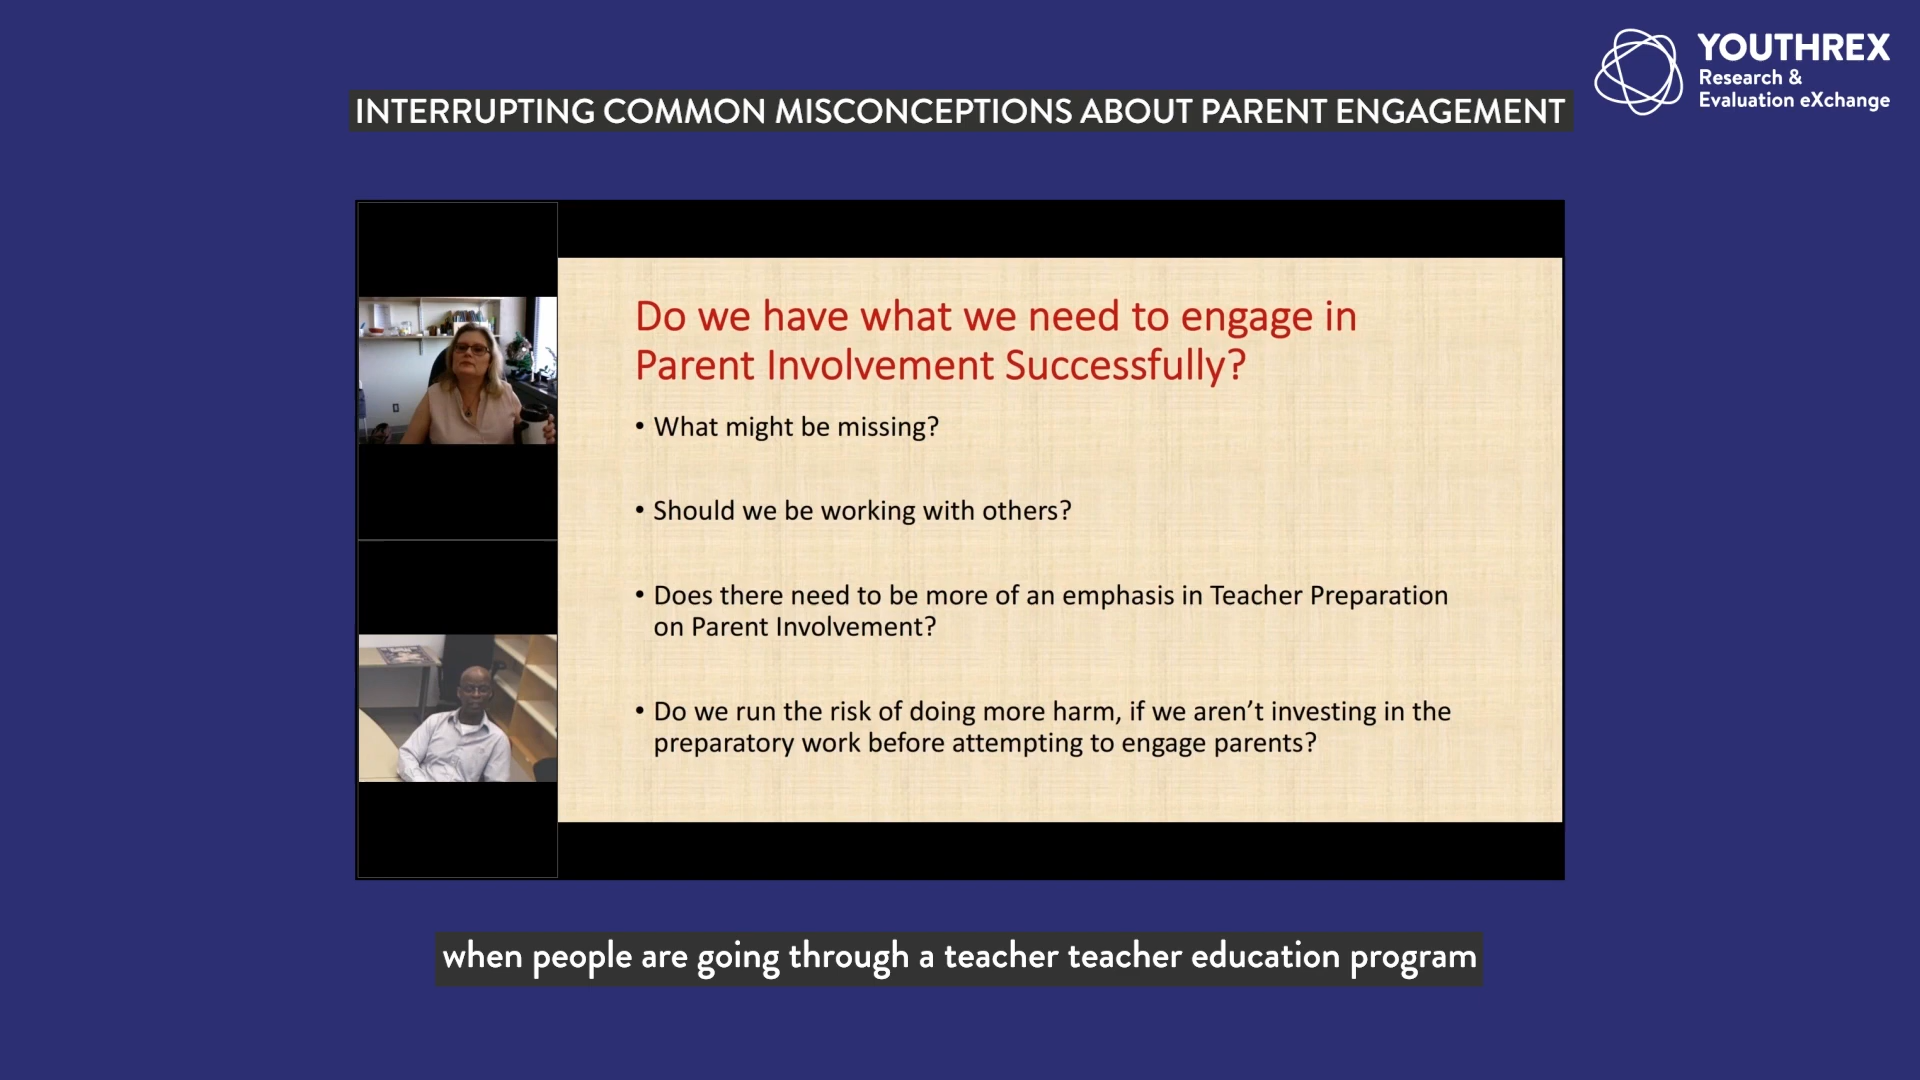 YOUTHREX
Research &
Evaluation eXchange
INTERRUPTING COMMON MISCONCEPTIONS ABOUT PARENT ENGAGEMENT
Do we have what we need to engage in
Parent Involvement Successfully?
• What might be missing?
• Should we be working with others?
• Does there need to be more of an emphasis in Teacher Preparation
on Parent Involvement?
• Do we run the risk of doing more harm, if we aren't investing in the
preparatory work before attempting to engage parents?
when people are going through a teacher teacher education program